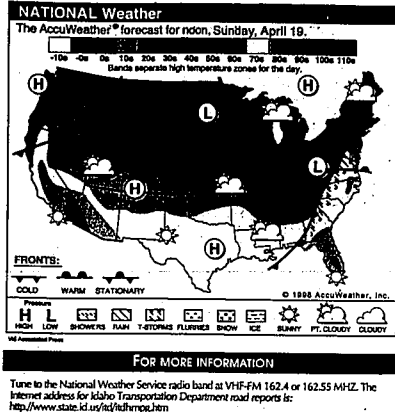 NATIONAL Weather
The AccuWeather® forecast for noon, Sunday, April 19.
-10s -0s 0s 10s 20s 30s 40s 50s 60s 70s 80s 90s 100s 110s
Bands separate high temperature zones for the day.
H
H
L
L
H
H
FRONTS:
COLD WARM STATIONARY
© 1998 AccuWeather, Inc.
Pressure
H L
HIGH LOW SHOWERS RAIN T-STORMS FLURRIES SNOW ICE SUNNY PT. CLOUDY CLOUDY
Via Associated Press
FOR MORE INFORMATION
Tune to the National Weather Service radio band at VHF-FM 162.4 or 162.55 MHZ. The
Internet address for Idaho Transportation Department road reports is:
http://www.state.id.us/itd/itdhmpg.htm